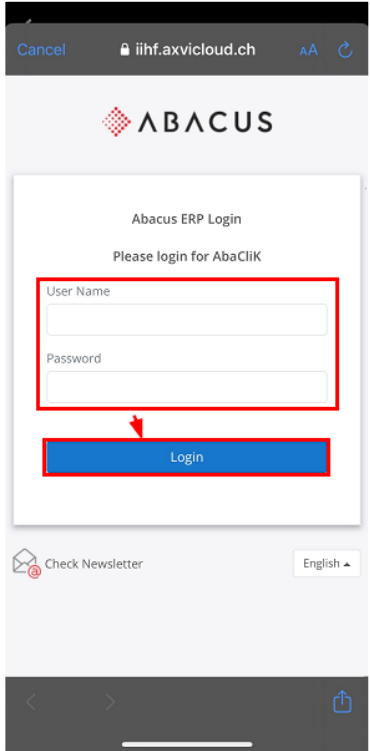 Cancel
iihf.axvicloud.ch
AA
ABACUS
Abacus ERP Login
Please login for AbaCliK
User Name
Password
Login
@
Check Newsletter
English